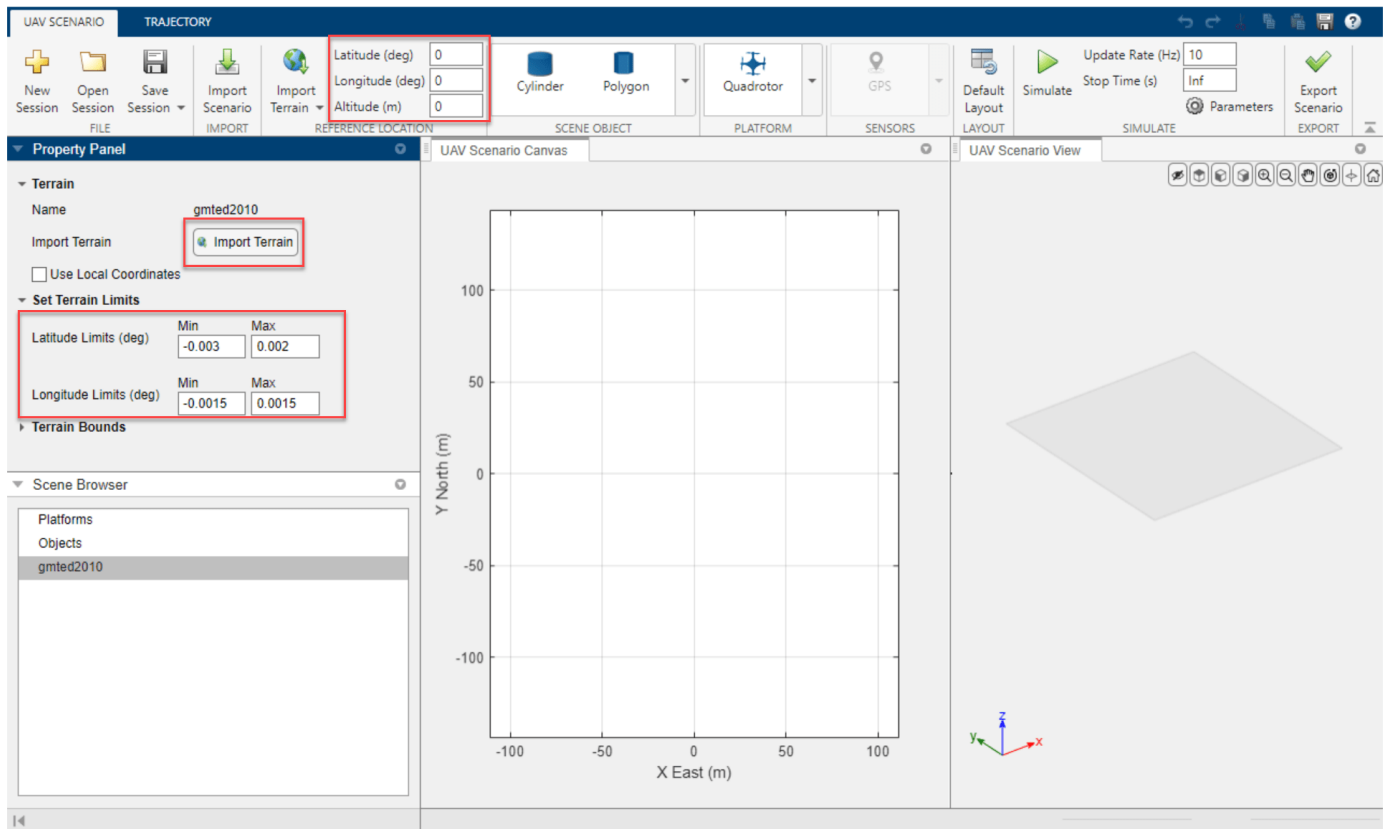 UAV SCENARIO TRAJECTORY
New Session
Open Session
Save Session
FILE
Import Scenario
IMPORT
Import Terrain
Latitude (deg) 0
Longitude (deg) 0
Altitude (m) 0
REFERENCE LOCATION
Cylinder
Polygon
SCENE OBJECT
Quadrotor
PLATFORM
GPS
SENSORS
Default Layout
LAYOUT
Simulate
Update Rate (Hz) 10
Stop Time (s) Inf
Parameters
SIMULATE
Export Scenario
EXPORT
Property Panel
Terrain
Name gmted2010
Import Terrain Import Terrain
Use Local Coordinates
Set Terrain Limits
Min Max
Latitude Limits (deg) -0.003 0.002
Min Max
Longitude Limits (deg) -0.0015 0.0015
Terrain Bounds
Scene Browser
Platforms
Objects
gmted2010
UAV Scenario Canvas
100
50
0
-50
-100
Y North (m)
-100 -50 0 50 100
X East (m)
UAV Scenario View
z
y
x